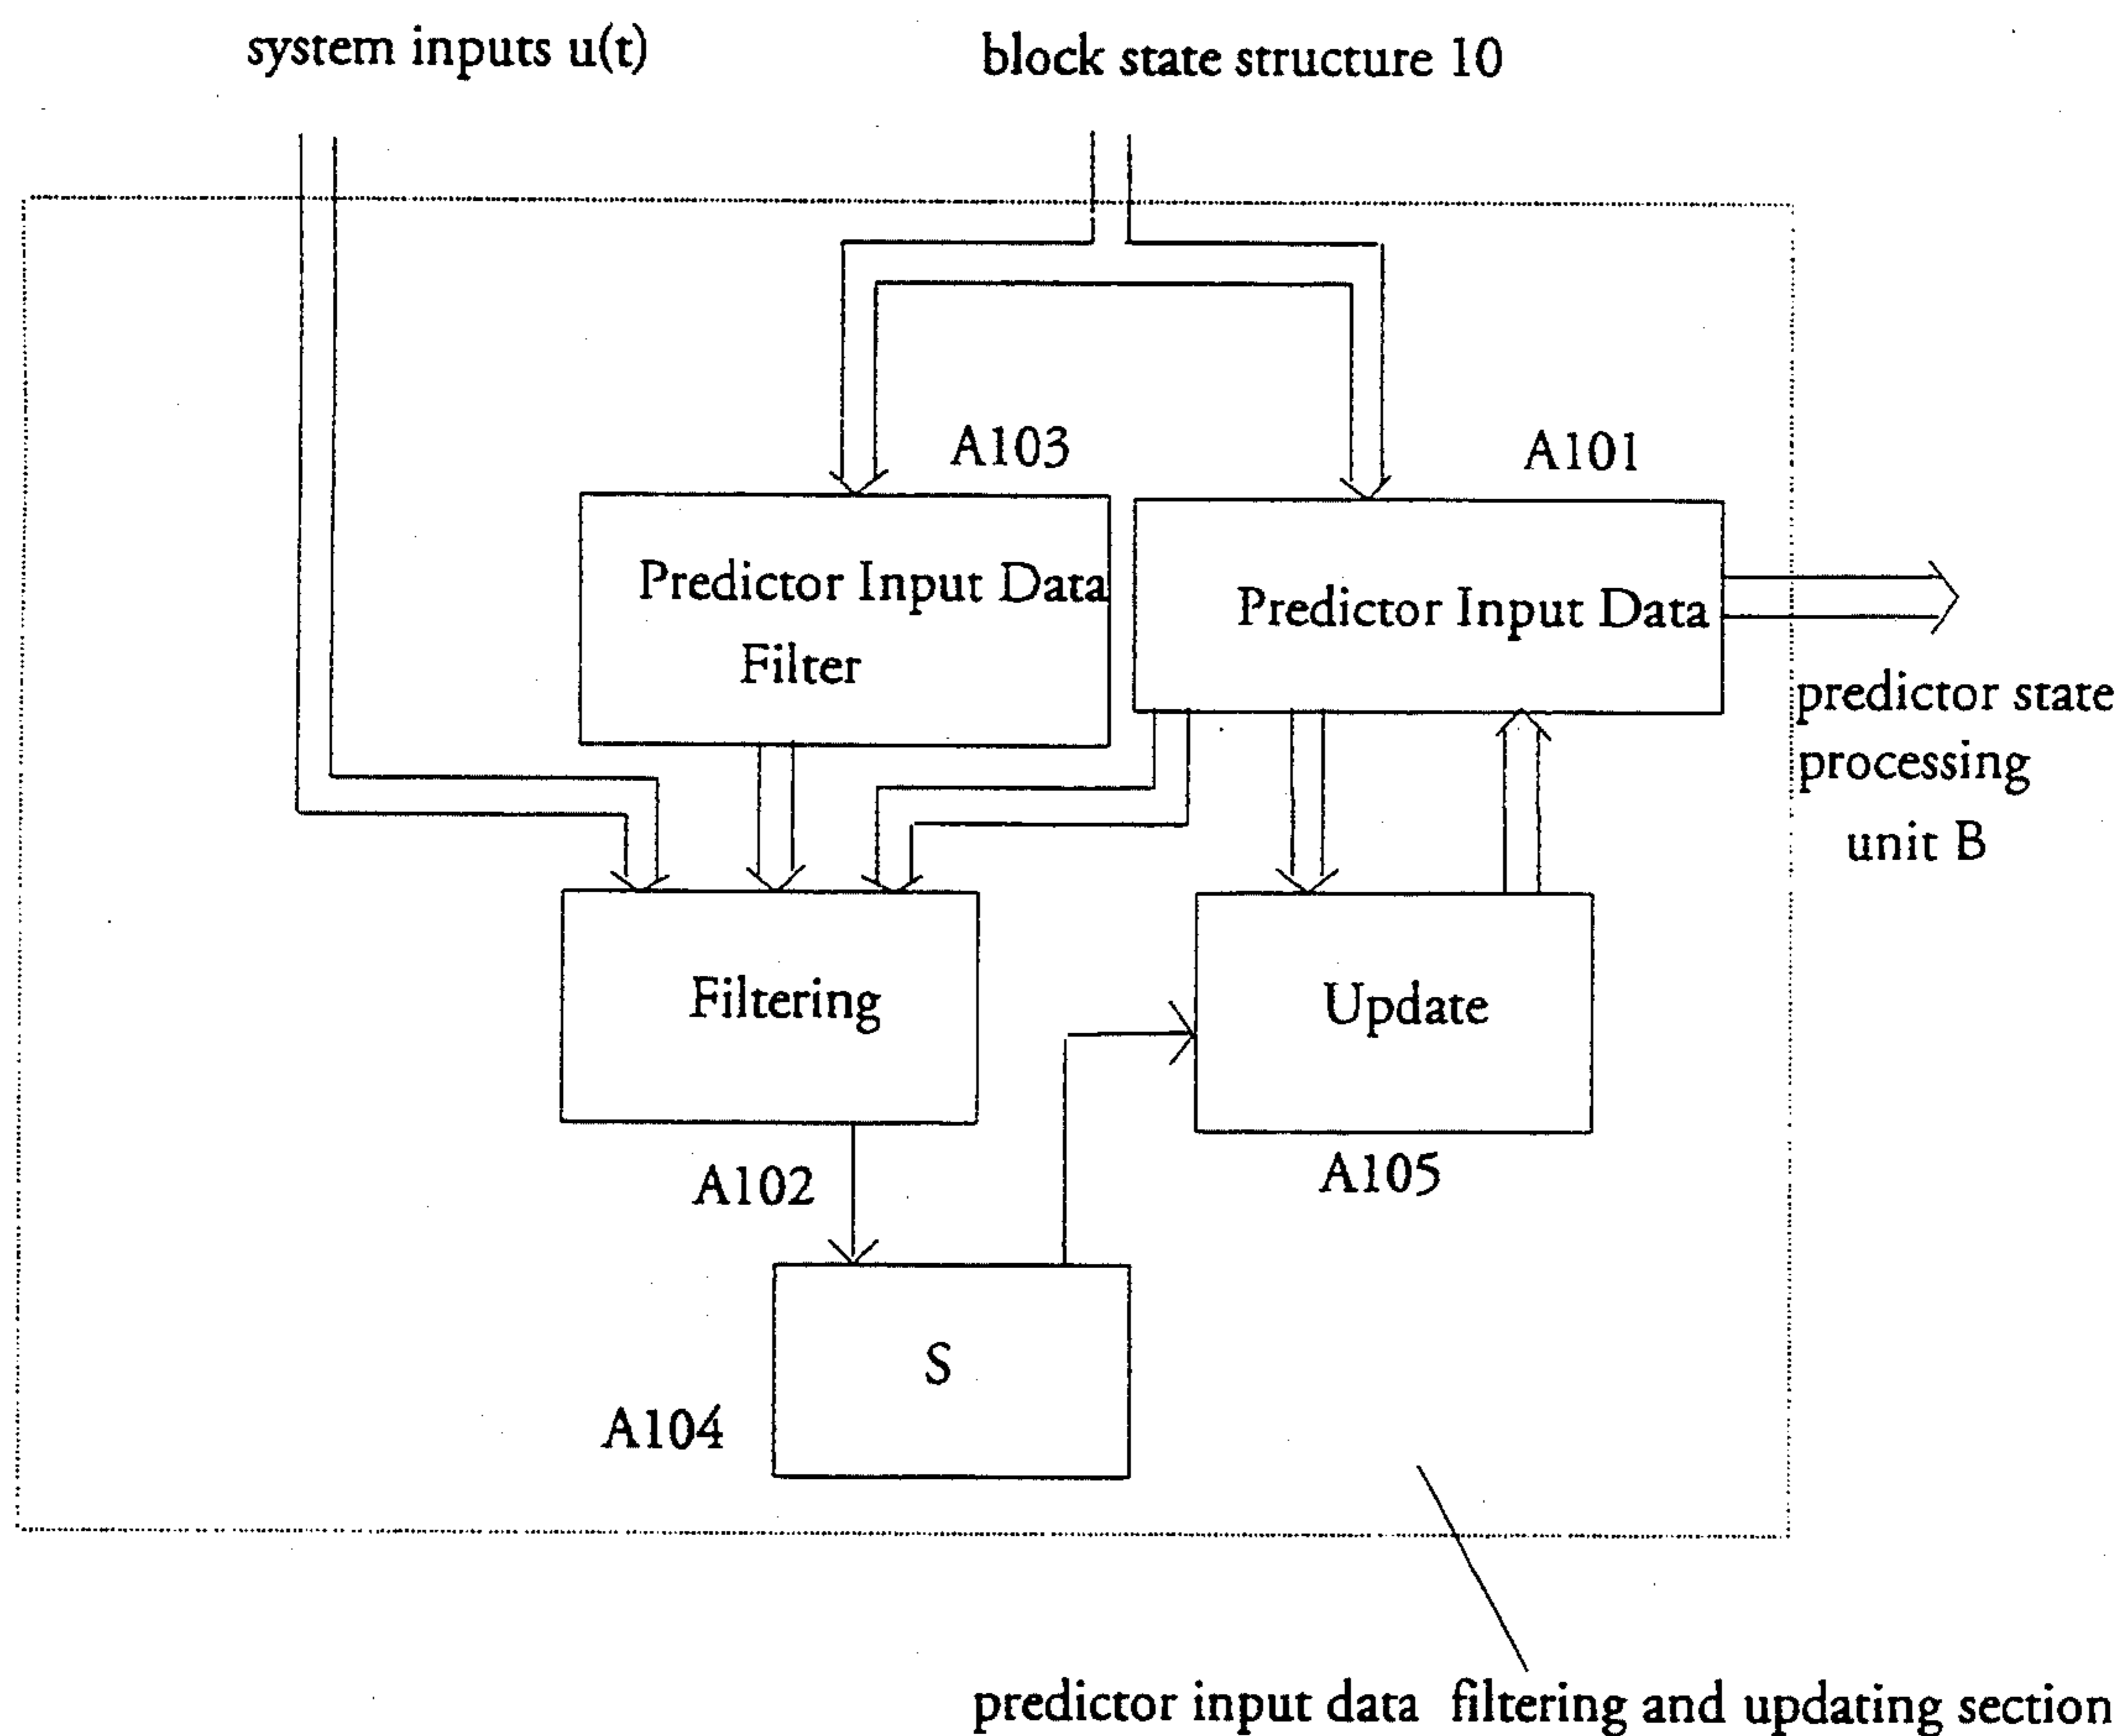 system inputs u(t)
block state structure 10
A103
A101
Predictor Input Data
Filter
Predictor Input Data
predictor state
processing
unit B
Filtering
Update
A102
A105
S
A104
predictor input data filtering and updating section